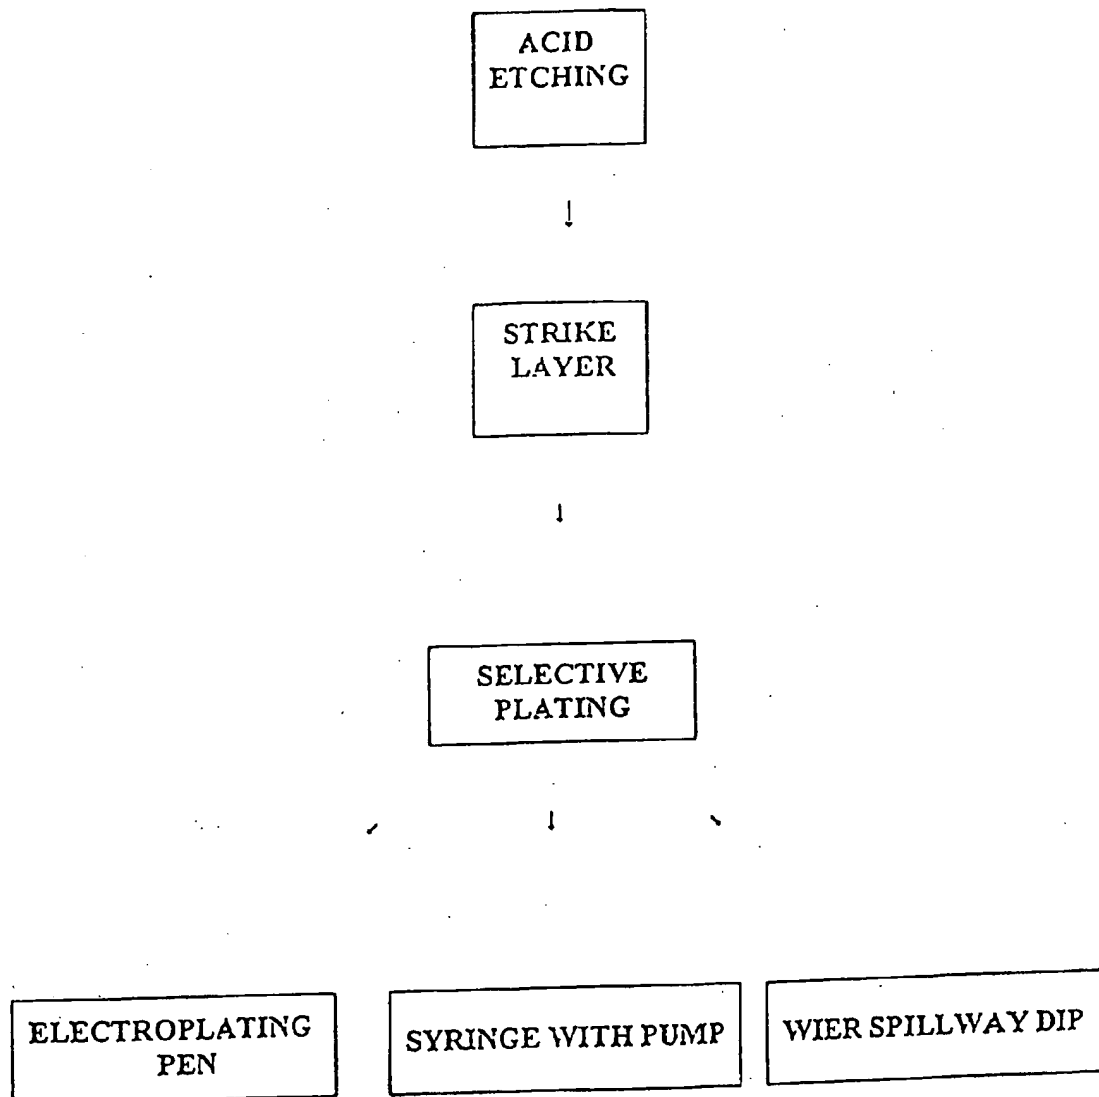 ACID
ETCHING
STRIKE
LAYER
SELECTIVE
PLATING
ELECTROPLATING
PEN
SYRINGE WITH PUMP
WIER SPILLWAY DIP